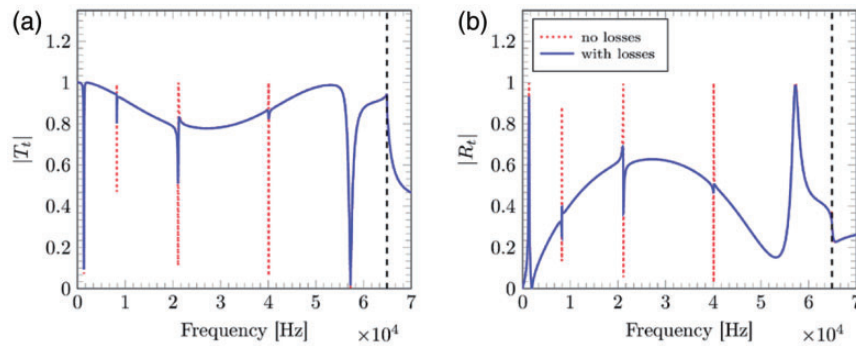 (a)
|T_t|
1.2
1
0.8
0.6
0.4
0.2
0
0 1 2 3 4 5 6 7
Frequency [Hz] ×10^4
(b)
no losses
with losses
|R_t|
1.2
1
0.8
0.6
0.4
0.2
0
0 1 2 3 4 5 6 7
Frequency [Hz] ×10^4